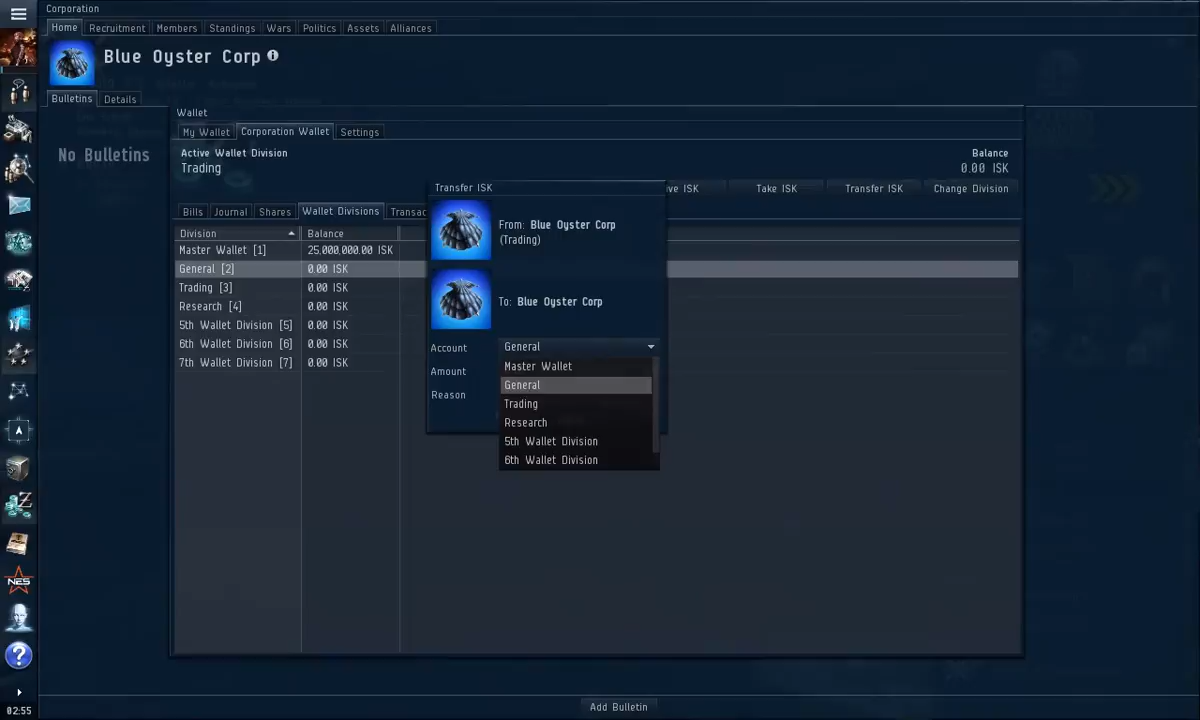 Corporation
Home Recruitment Members Standings Wars Politics Assets Alliances
Blue Oyster Corp
Bulletins Details
No Bulletins
Wallet
My Wallet Corporation Wallet Settings
Active Wallet Division Balance
Trading 0.00 ISK
Transfer ISK
ISK Take ISK Transfer ISK Change Division
Bills Journal Shares Wallet Divisions
From: Blue Oyster Corp
(Trading)
Division Balance
Master Wallet [1] 25,000,000.00 ISK
General [2] 0.00 ISK
Trading [3] 0.00 ISK
Research [4] 0.00 ISK
5th Wallet Division [5] 0.00 ISK
6th Wallet Division [6] 0.00 ISK
7th Wallet Division [7] 0.00 ISK
To: Blue Oyster Corp
Account General
Amount
Reason
Master Wallet
General
Trading
Research
5th Wallet Division
6th Wallet Division
NES
?
02:55
Add Bulletin